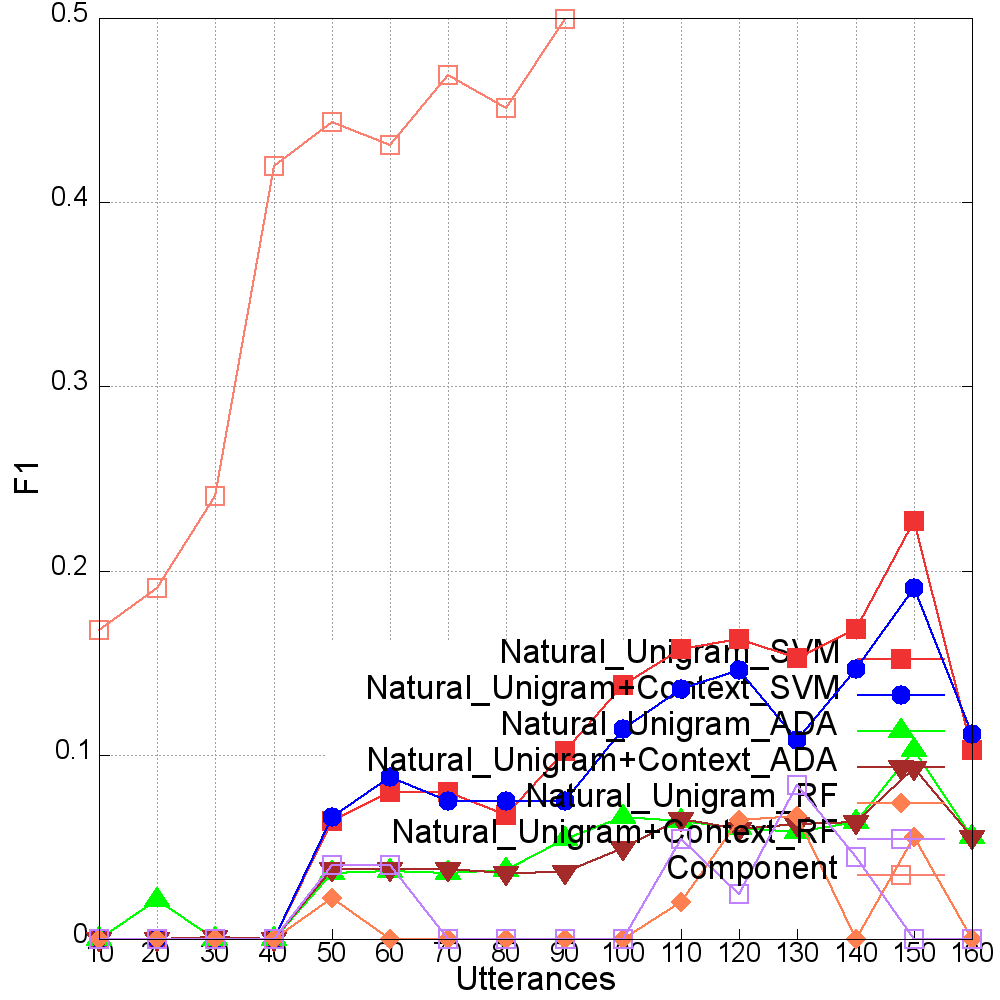 0.5
0.4
0.3
0.2
0.1
0
F1
Natural_Unigram_SVM
Natural_Unigram+Context_SVM
Natural_Unigram_ADA
Natural_Unigram+Context_ADA
Natural_Unigram_RF
Natural_Unigram+Context_RF
Component
10 20 30 40 50 60 70 80 90 100 110 120 130 140 150 160
Utterances